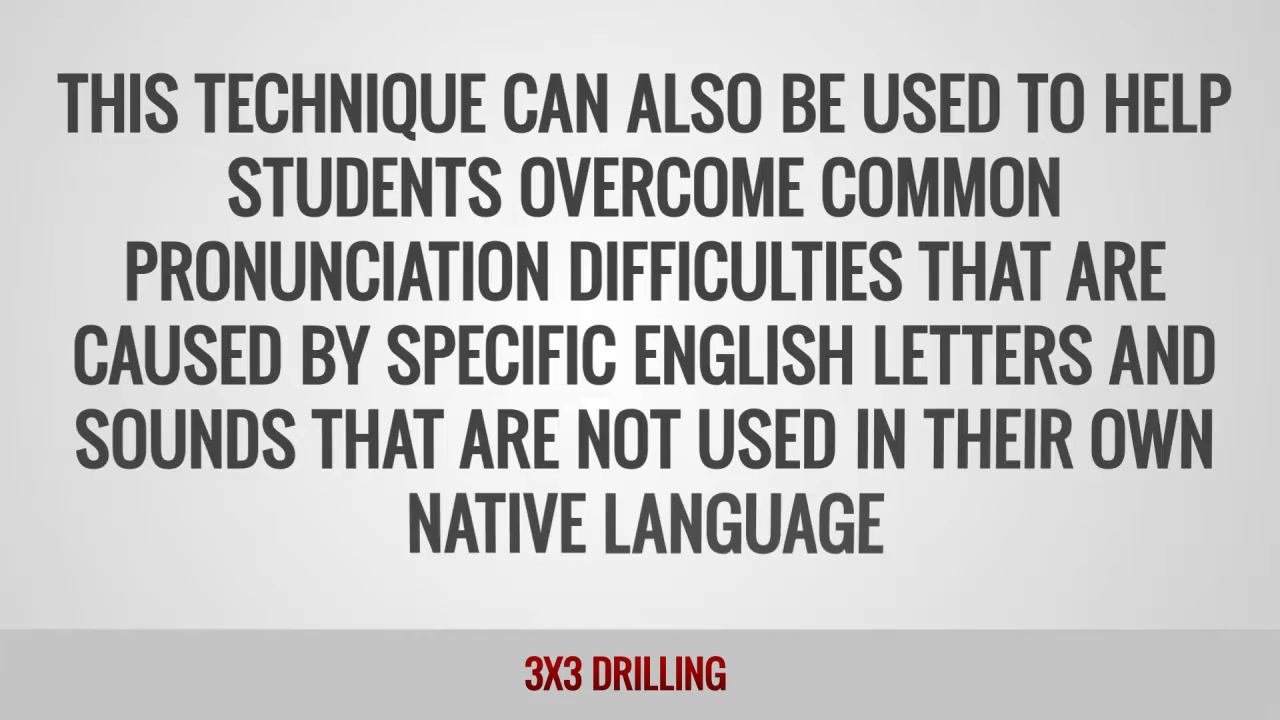 THIS TECHNIQUE CAN ALSO BE USED TO HELP
STUDENTS OVERCOME COMMON
PRONUNCIATION DIFFICULTIES THAT ARE
CAUSED BY SPECIFIC ENGLISH LETTERS AND
SOUNDS THAT ARE NOT USED IN THEIR OWN
NATIVE LANGUAGE
3X3 DRILLING